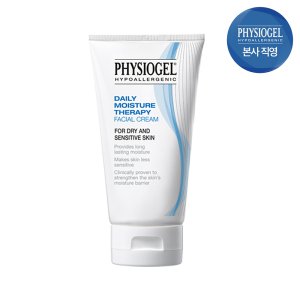 PHYSIOGEL
HYPOALLERGENIC
본사 직영
PHYSIOGEL
HYPOALLERGENIC
DAILY
MOISTURE
THERAPY
FACIAL CREAM
FOR DRY AND
SENSITIVE SKIN
Provides long
lasting moisture
Makes skin less
sensitive
Clinically proven to
strengthen the skin's
moisture barrier